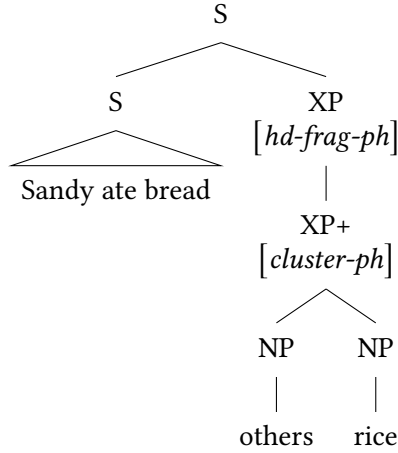 S
S XP
[hd-frag-ph]
Sandy ate bread
XP+
[cluster-ph]
NP NP
others rice